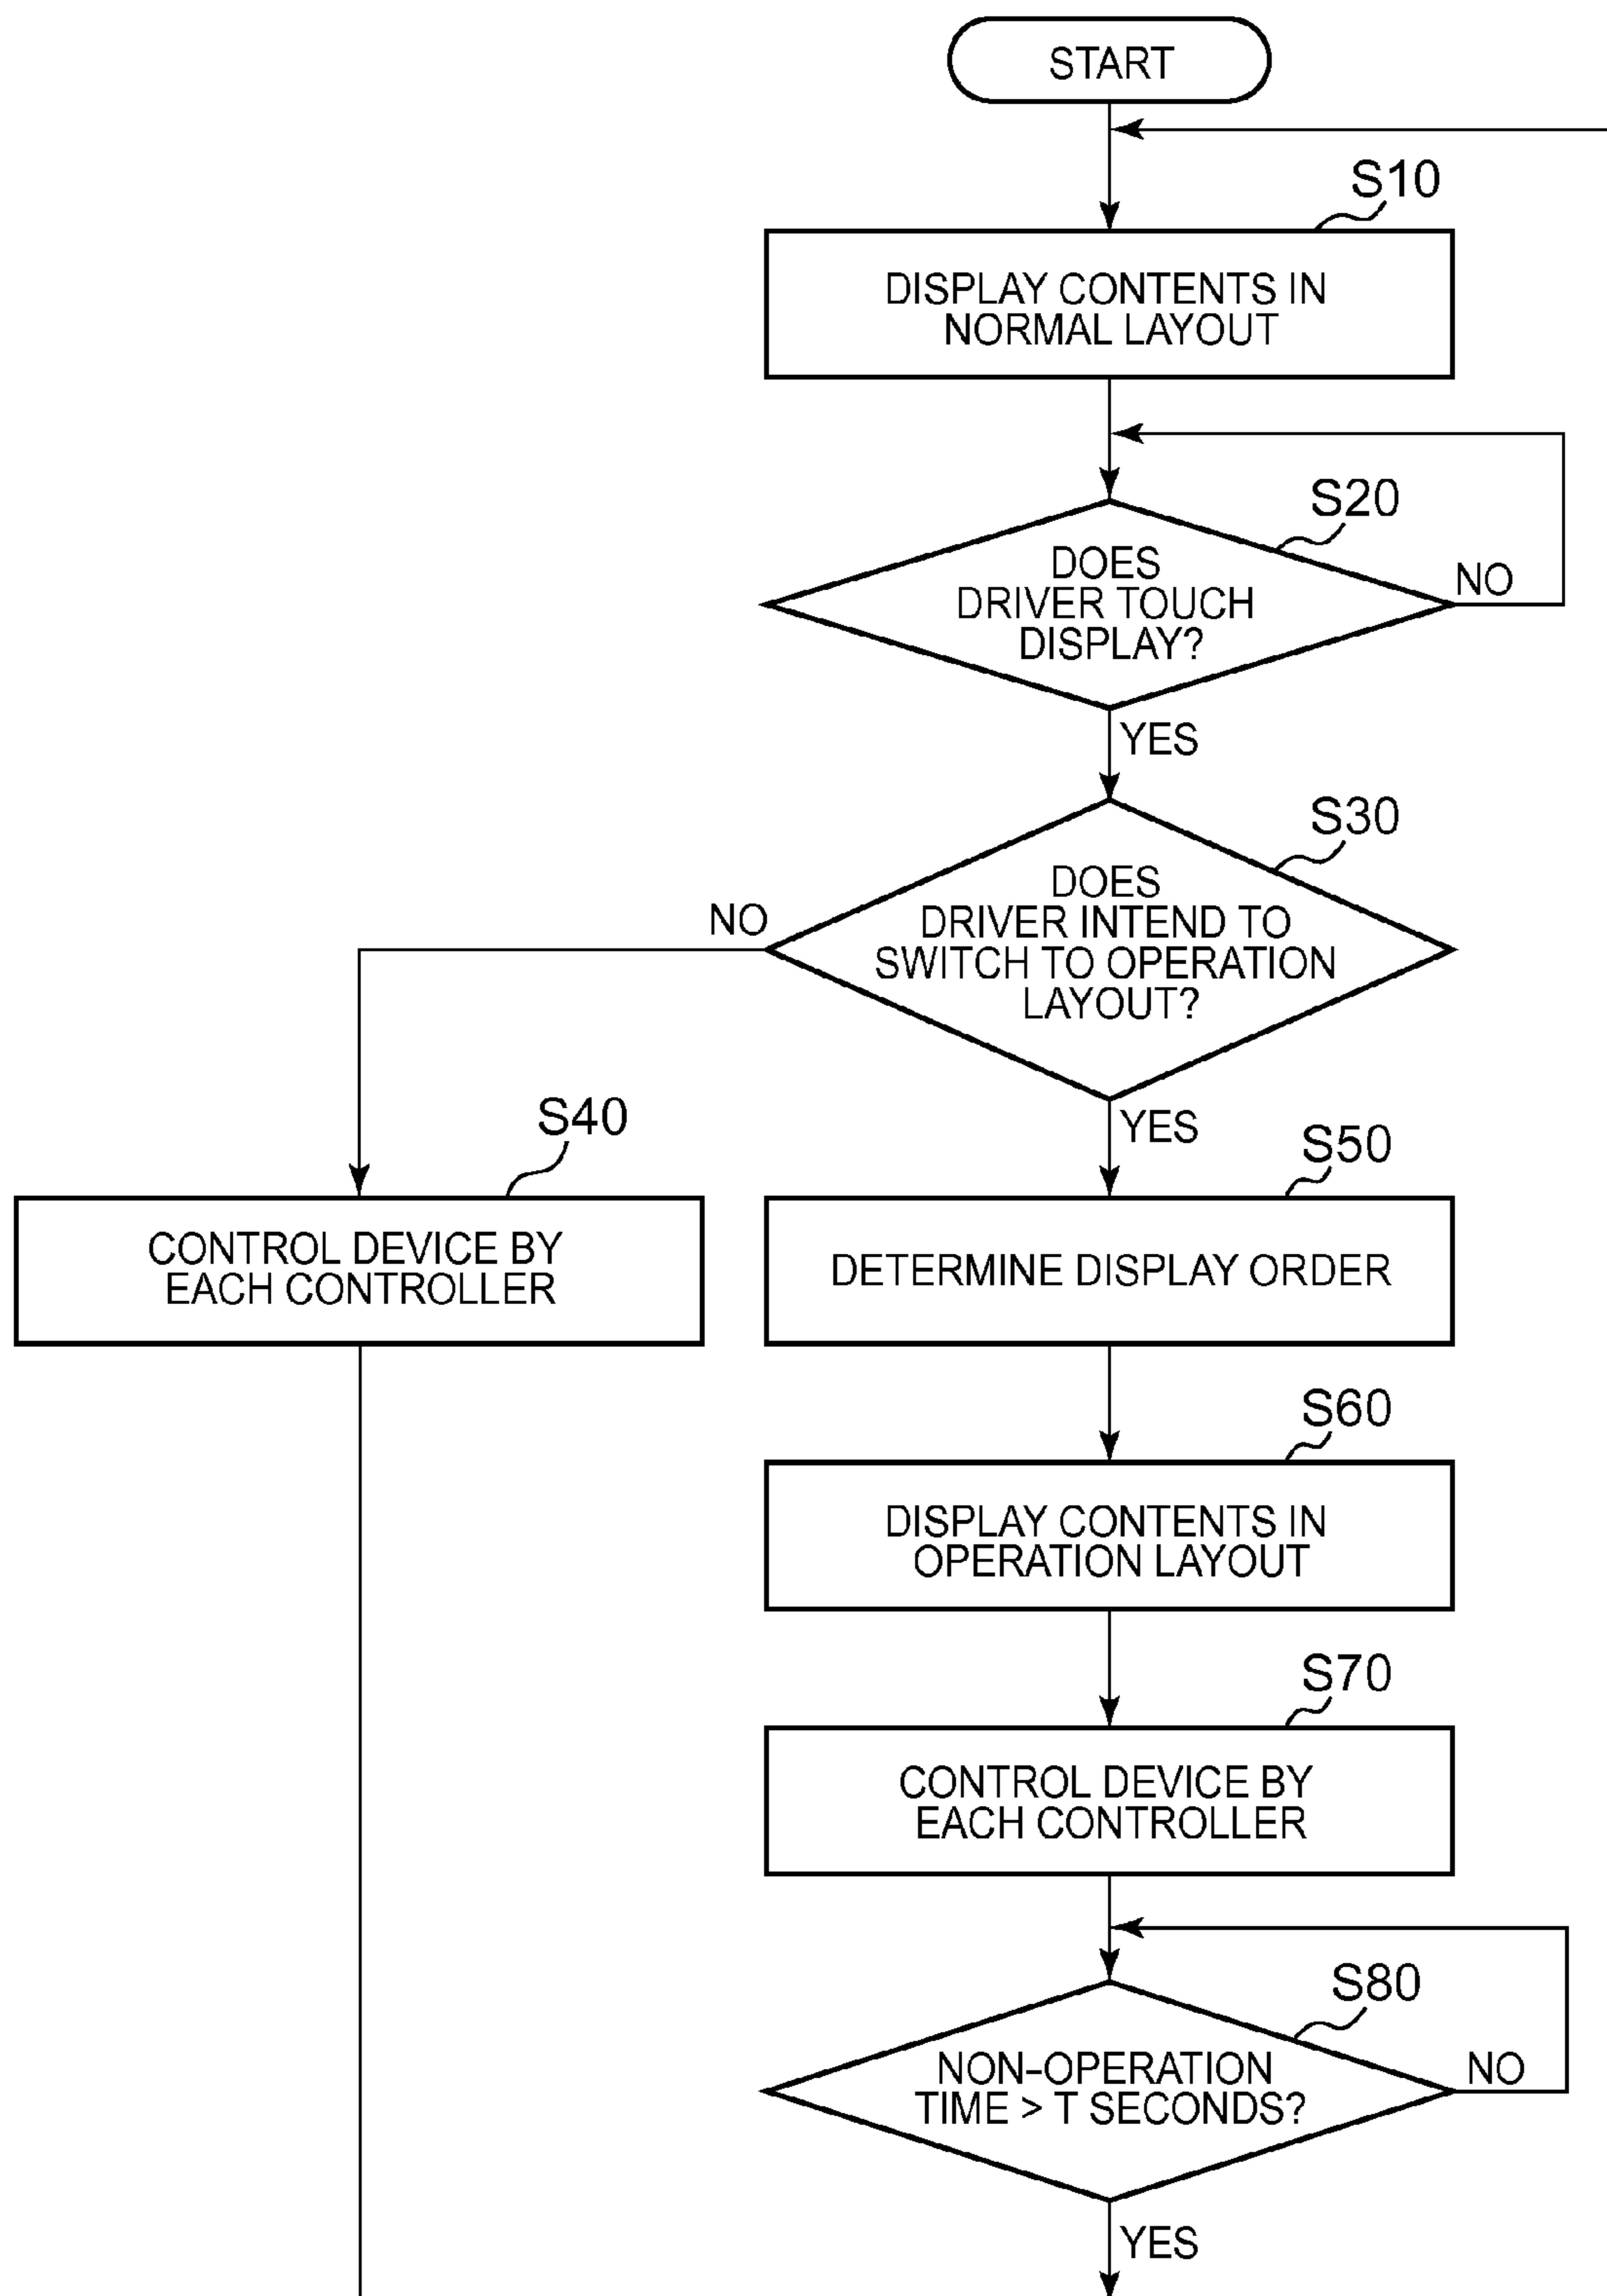 START
S10
DISPLAY CONTENTS IN
NORMAL LAYOUT
S20
DOES
DRIVER TOUCH
DISPLAY?
NO
YES
S30
DOES
DRIVER INTEND TO
SWITCH TO OPERATION
LAYOUT?
NO
YES
S40
CONTROL DEVICE BY
EACH CONTROLLER
S50
DETERMINE DISPLAY ORDER
S60
DISPLAY CONTENTS IN
OPERATION LAYOUT
S70
CONTROL DEVICE BY
EACH CONTROLLER
S80
NON-OPERATION
TIME > T SECONDS?
NO
YES